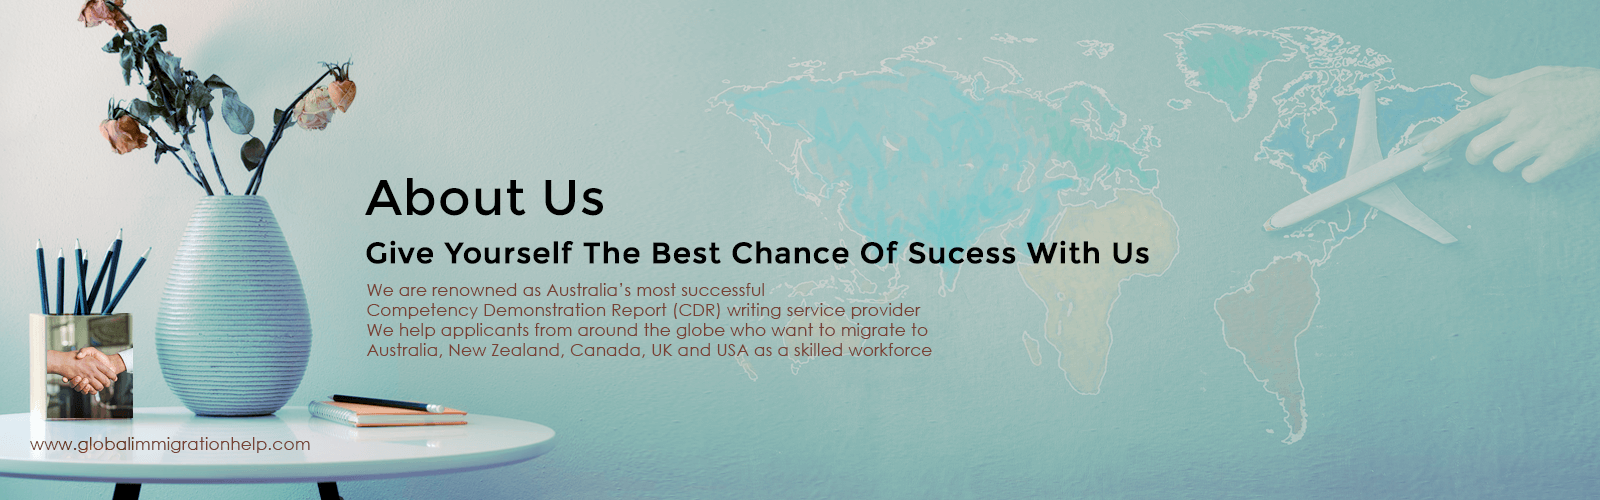 About Us
Give Yourself The Best Chance Of Sucess With Us
We are renowned as Australia’s most successful
Competency Demonstration Report (CDR) writing service provider
We help applicants from around the globe who want to migrate to
Australia, New Zealand, Canada, UK and USA as a skilled workforce
www.globalimmigrationhelp.com